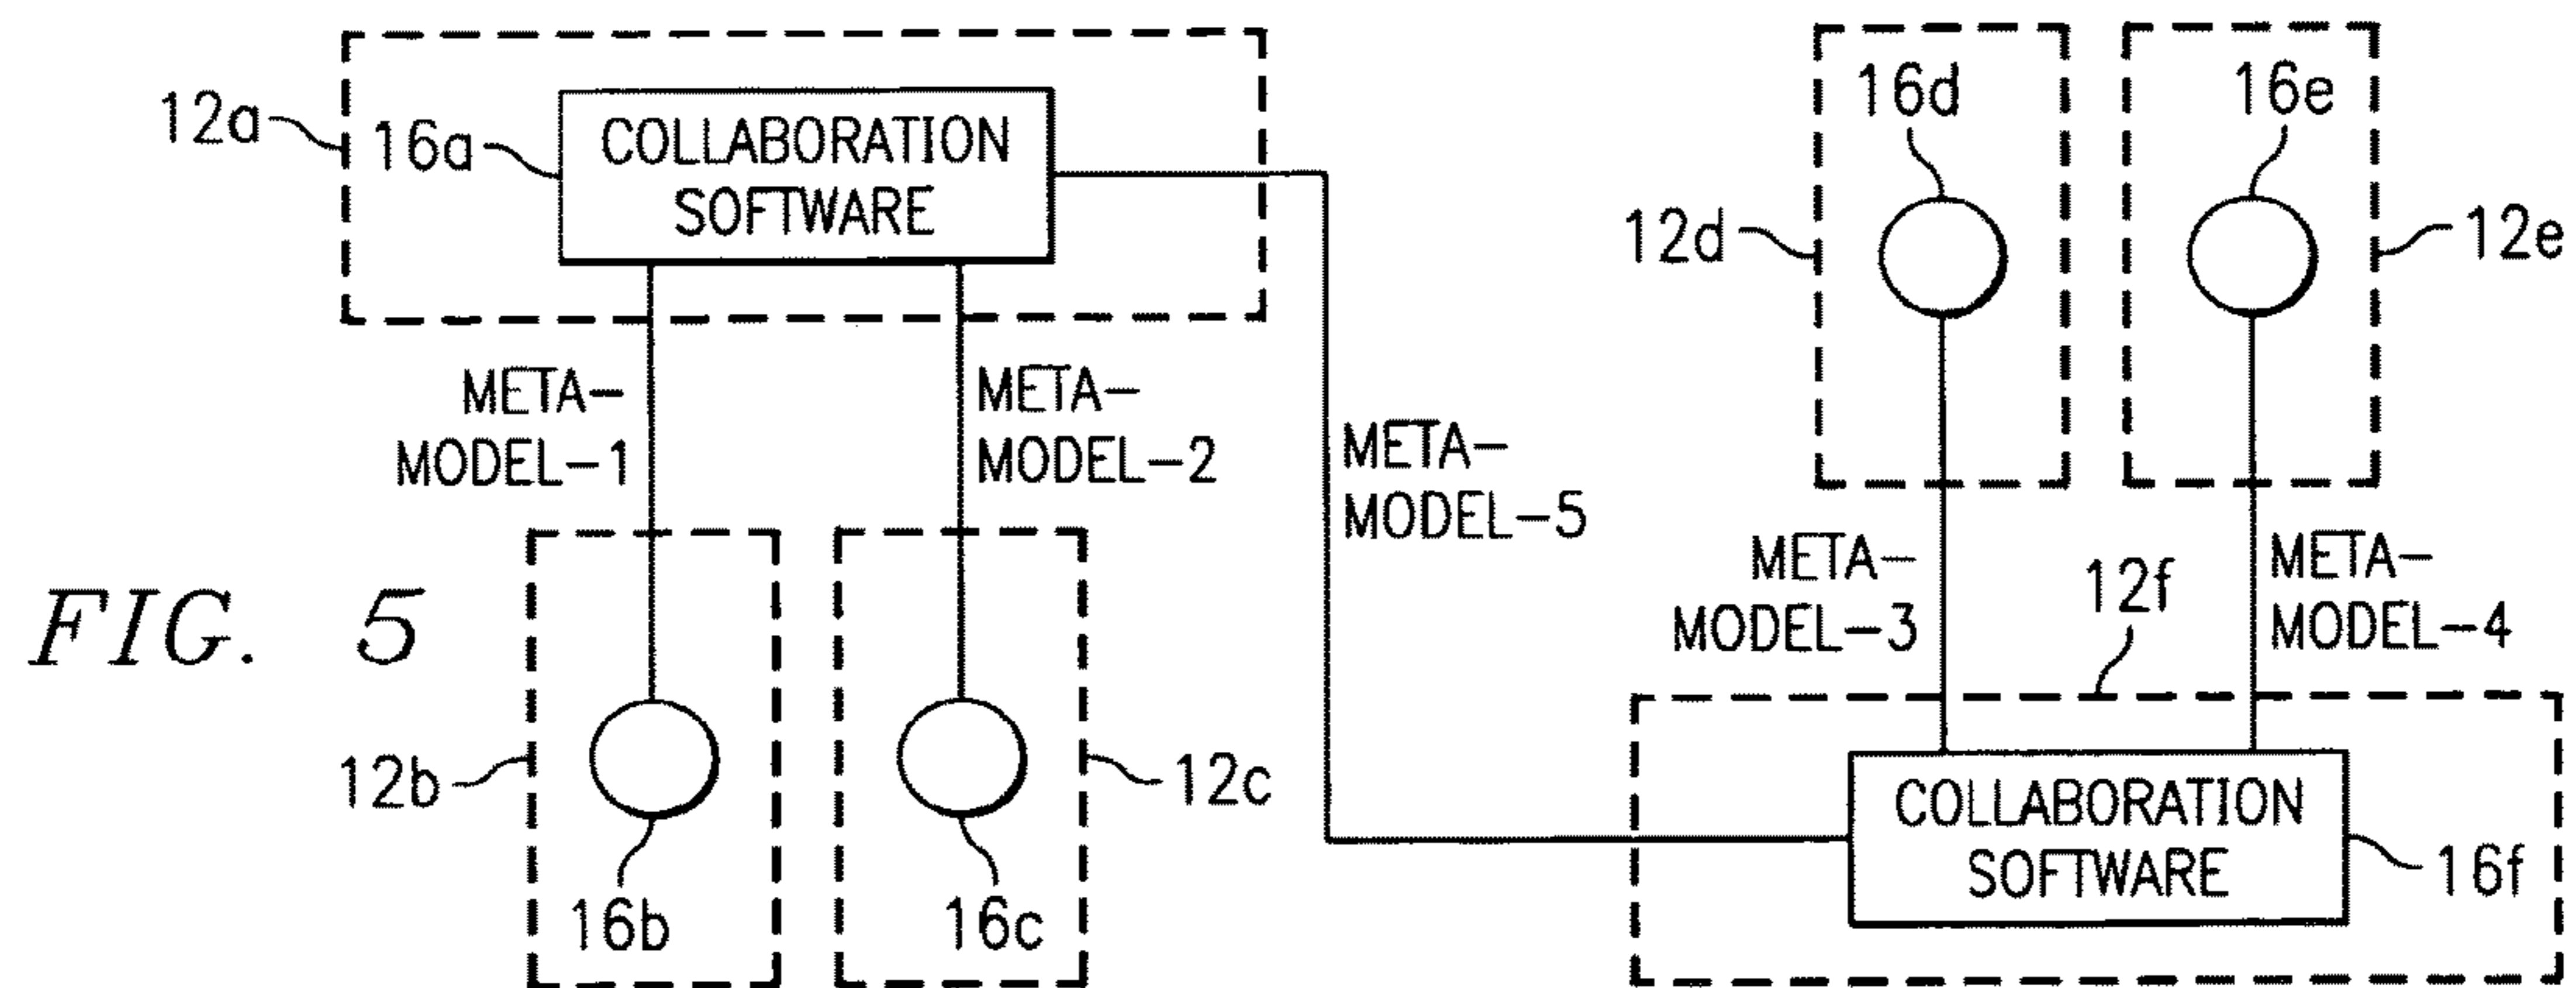 12a
16a
COLLABORATION
SOFTWARE
META-
MODEL-1
META-
MODEL-2
META-
MODEL-5
12b
16b
16c
12c
16d
16e
12d
12e
META-
MODEL-3
12f
META-
MODEL-4
COLLABORATION
SOFTWARE
16f
FIG. 5